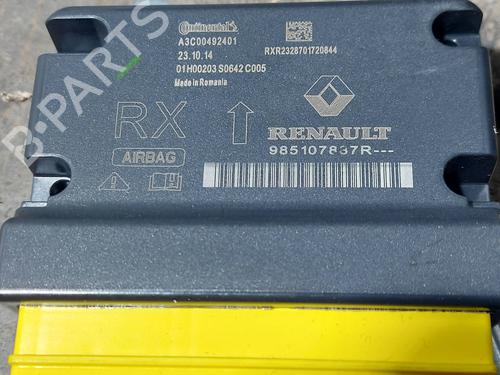 Continental
A3C00492401
23.10.14
01H00203 S0642 C005
Made in Romania
RXR2328701720844
RX
AIRBAG
RENAULT
985107837R---
B-PARTS